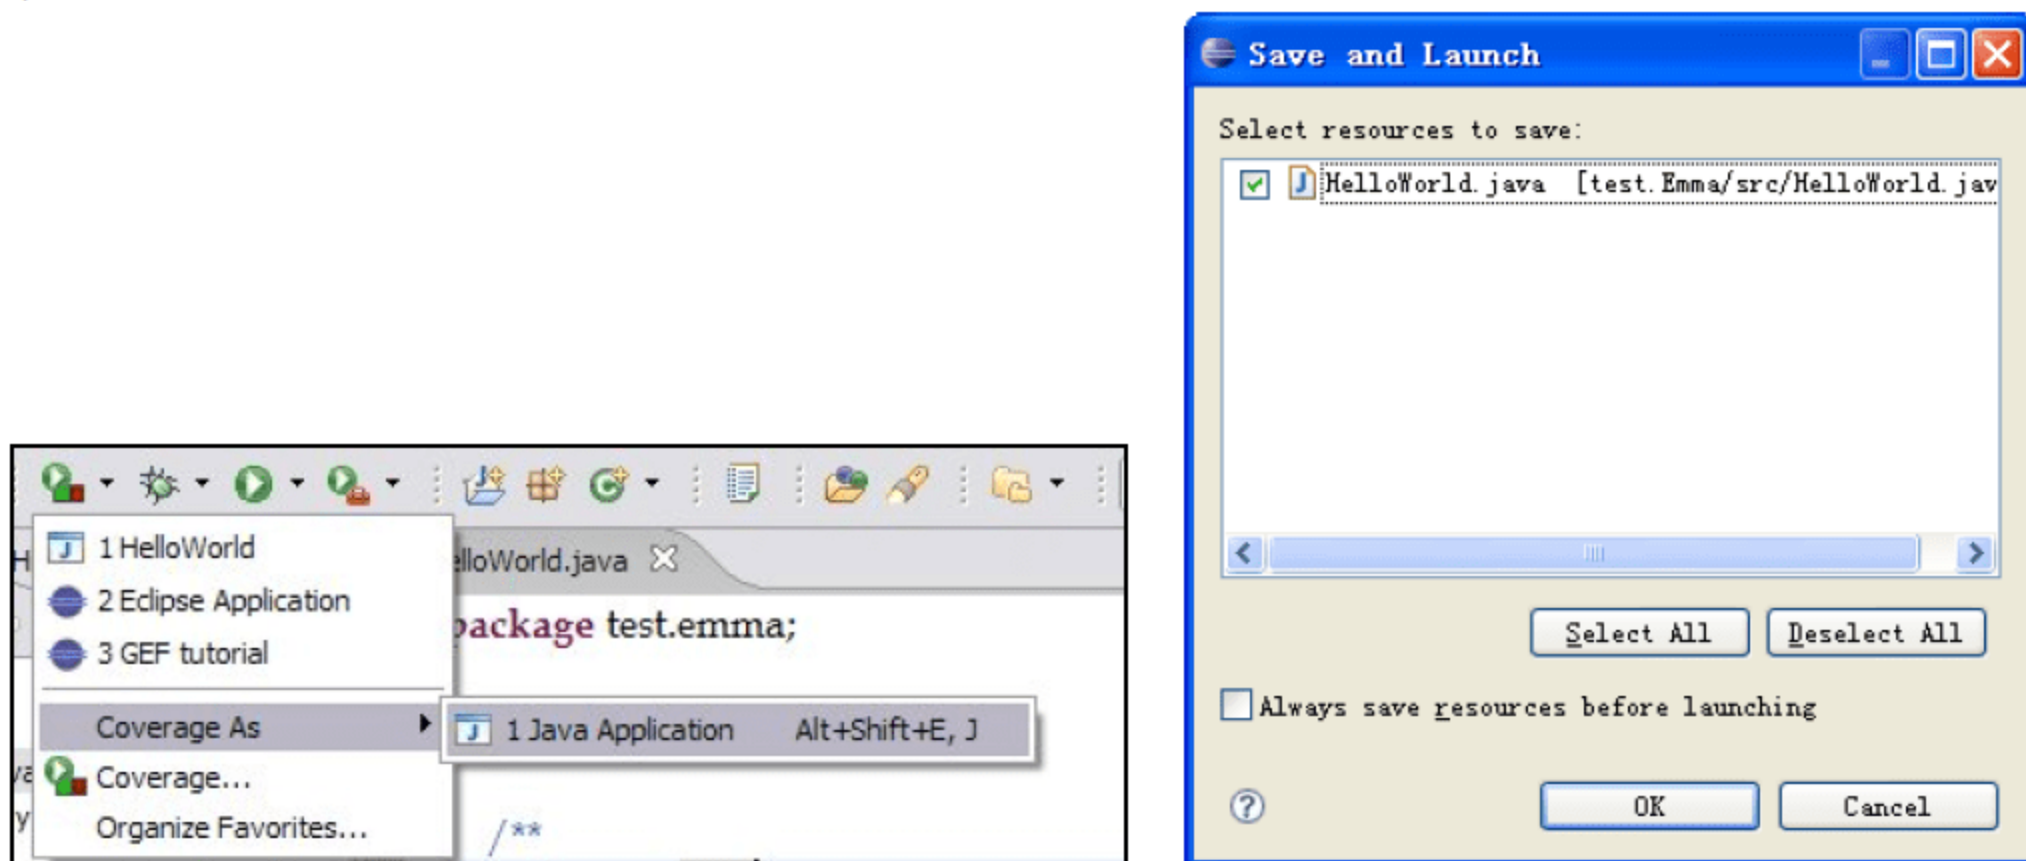 1 HelloWorld
2 Eclipse Application
3 GEF tutorial
Coverage As
1 Java Application Alt+Shift+E, J
Coverage...
Organize Favorites...
elloWorld.java
package test.emma;
/**
Save and Launch
Select resources to save:
HelloWorld.java [test.Emma/src/HelloWorld.jav
Select All
Deselect All
Always save resources before launching
OK
Cancel